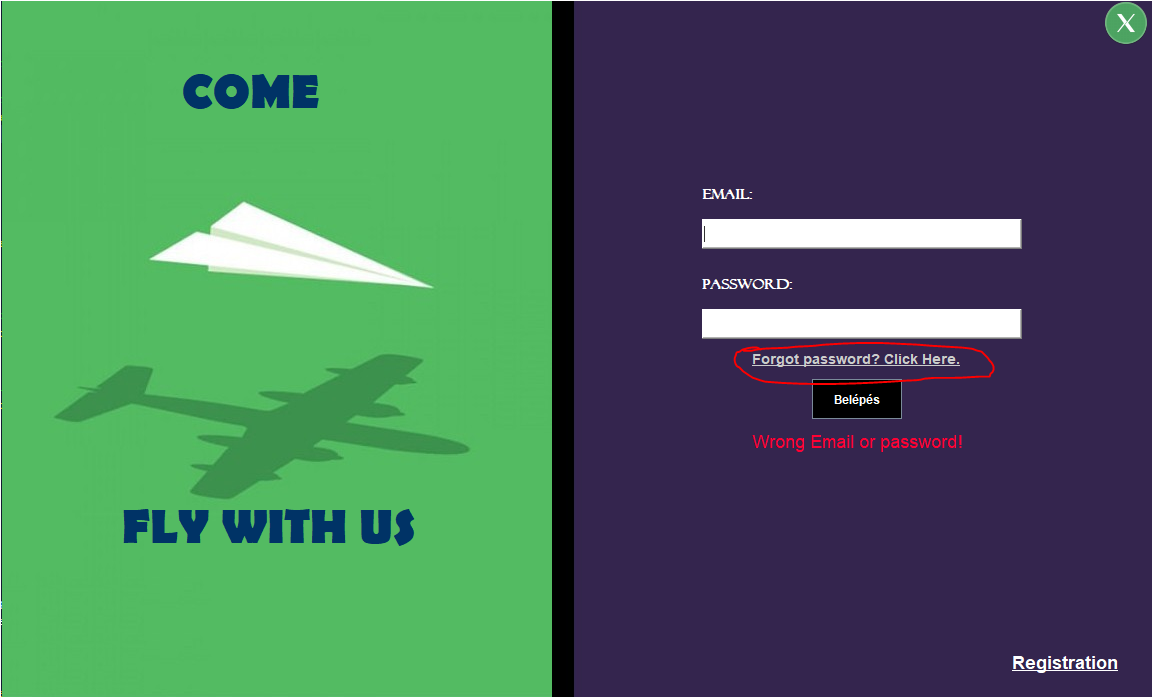 COME
FLY WITH US
X
EMAIL:
PASSWORD:
Forgot password? Click Here.
Belépés
Wrong Email or password!
Registration